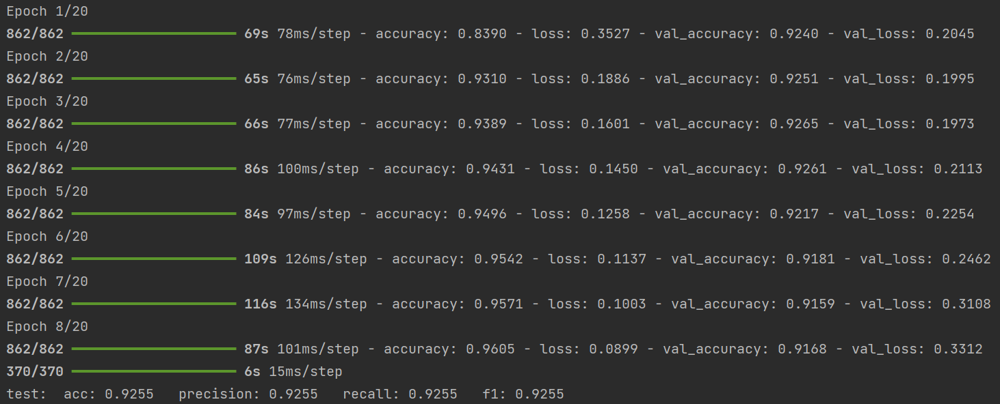 Epoch 1/20
862/862 69s 78ms/step - accuracy: 0.8390 - loss: 0.3527 - val_accuracy: 0.9240 - val_loss: 0.2045
Epoch 2/20
862/862 65s 76ms/step - accuracy: 0.9310 - loss: 0.1886 - val_accuracy: 0.9251 - val_loss: 0.1995
Epoch 3/20
862/862 66s 77ms/step - accuracy: 0.9389 - loss: 0.1601 - val_accuracy: 0.9265 - val_loss: 0.1973
Epoch 4/20
862/862 86s 100ms/step - accuracy: 0.9431 - loss: 0.1450 - val_accuracy: 0.9261 - val_loss: 0.2113
Epoch 5/20
862/862 84s 97ms/step - accuracy: 0.9496 - loss: 0.1258 - val_accuracy: 0.9217 - val_loss: 0.2254
Epoch 6/20
862/862 109s 126ms/step - accuracy: 0.9542 - loss: 0.1137 - val_accuracy: 0.9181 - val_loss: 0.2462
Epoch 7/20
862/862 116s 134ms/step - accuracy: 0.9571 - loss: 0.1003 - val_accuracy: 0.9159 - val_loss: 0.3108
Epoch 8/20
862/862 87s 101ms/step - accuracy: 0.9605 - loss: 0.0899 - val_accuracy: 0.9168 - val_loss: 0.3312
370/370 6s 15ms/step
test:  acc: 0.9255   precision: 0.9255   recall: 0.9255   f1: 0.9255